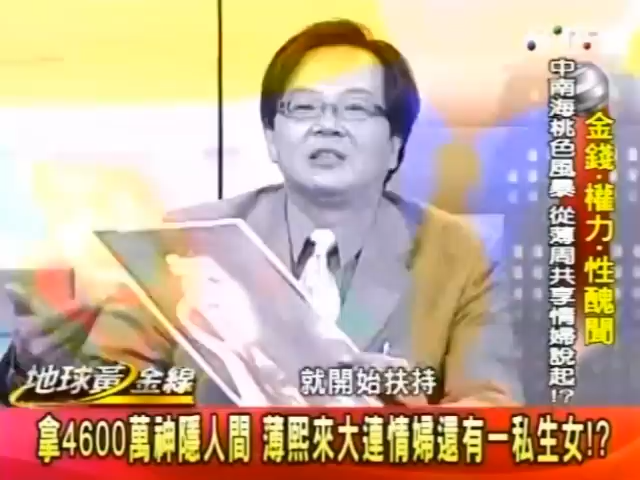 中南海桃色風暴 從薄周共享情婦說起!?
金錢·權力·性醜聞
地球黃金線
就開始扶持
拿4600萬神隱人間 薄熙來大連情婦還有一私生女!?